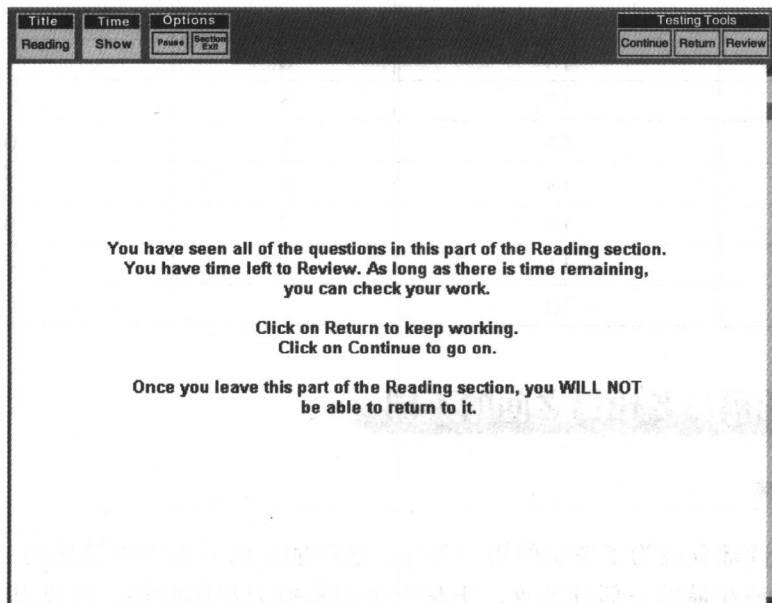 Title Time Options Testing Tools
Reading Show Pause Section Exit Continue Return Review
You have seen all of the questions in this part of the Reading section.
You have time left to Review. As long as there is time remaining,
you can check your work.
Click on Return to keep working.
Click on Continue to go on.
Once you leave this part of the Reading section, you WILL NOT
be able to return to it.